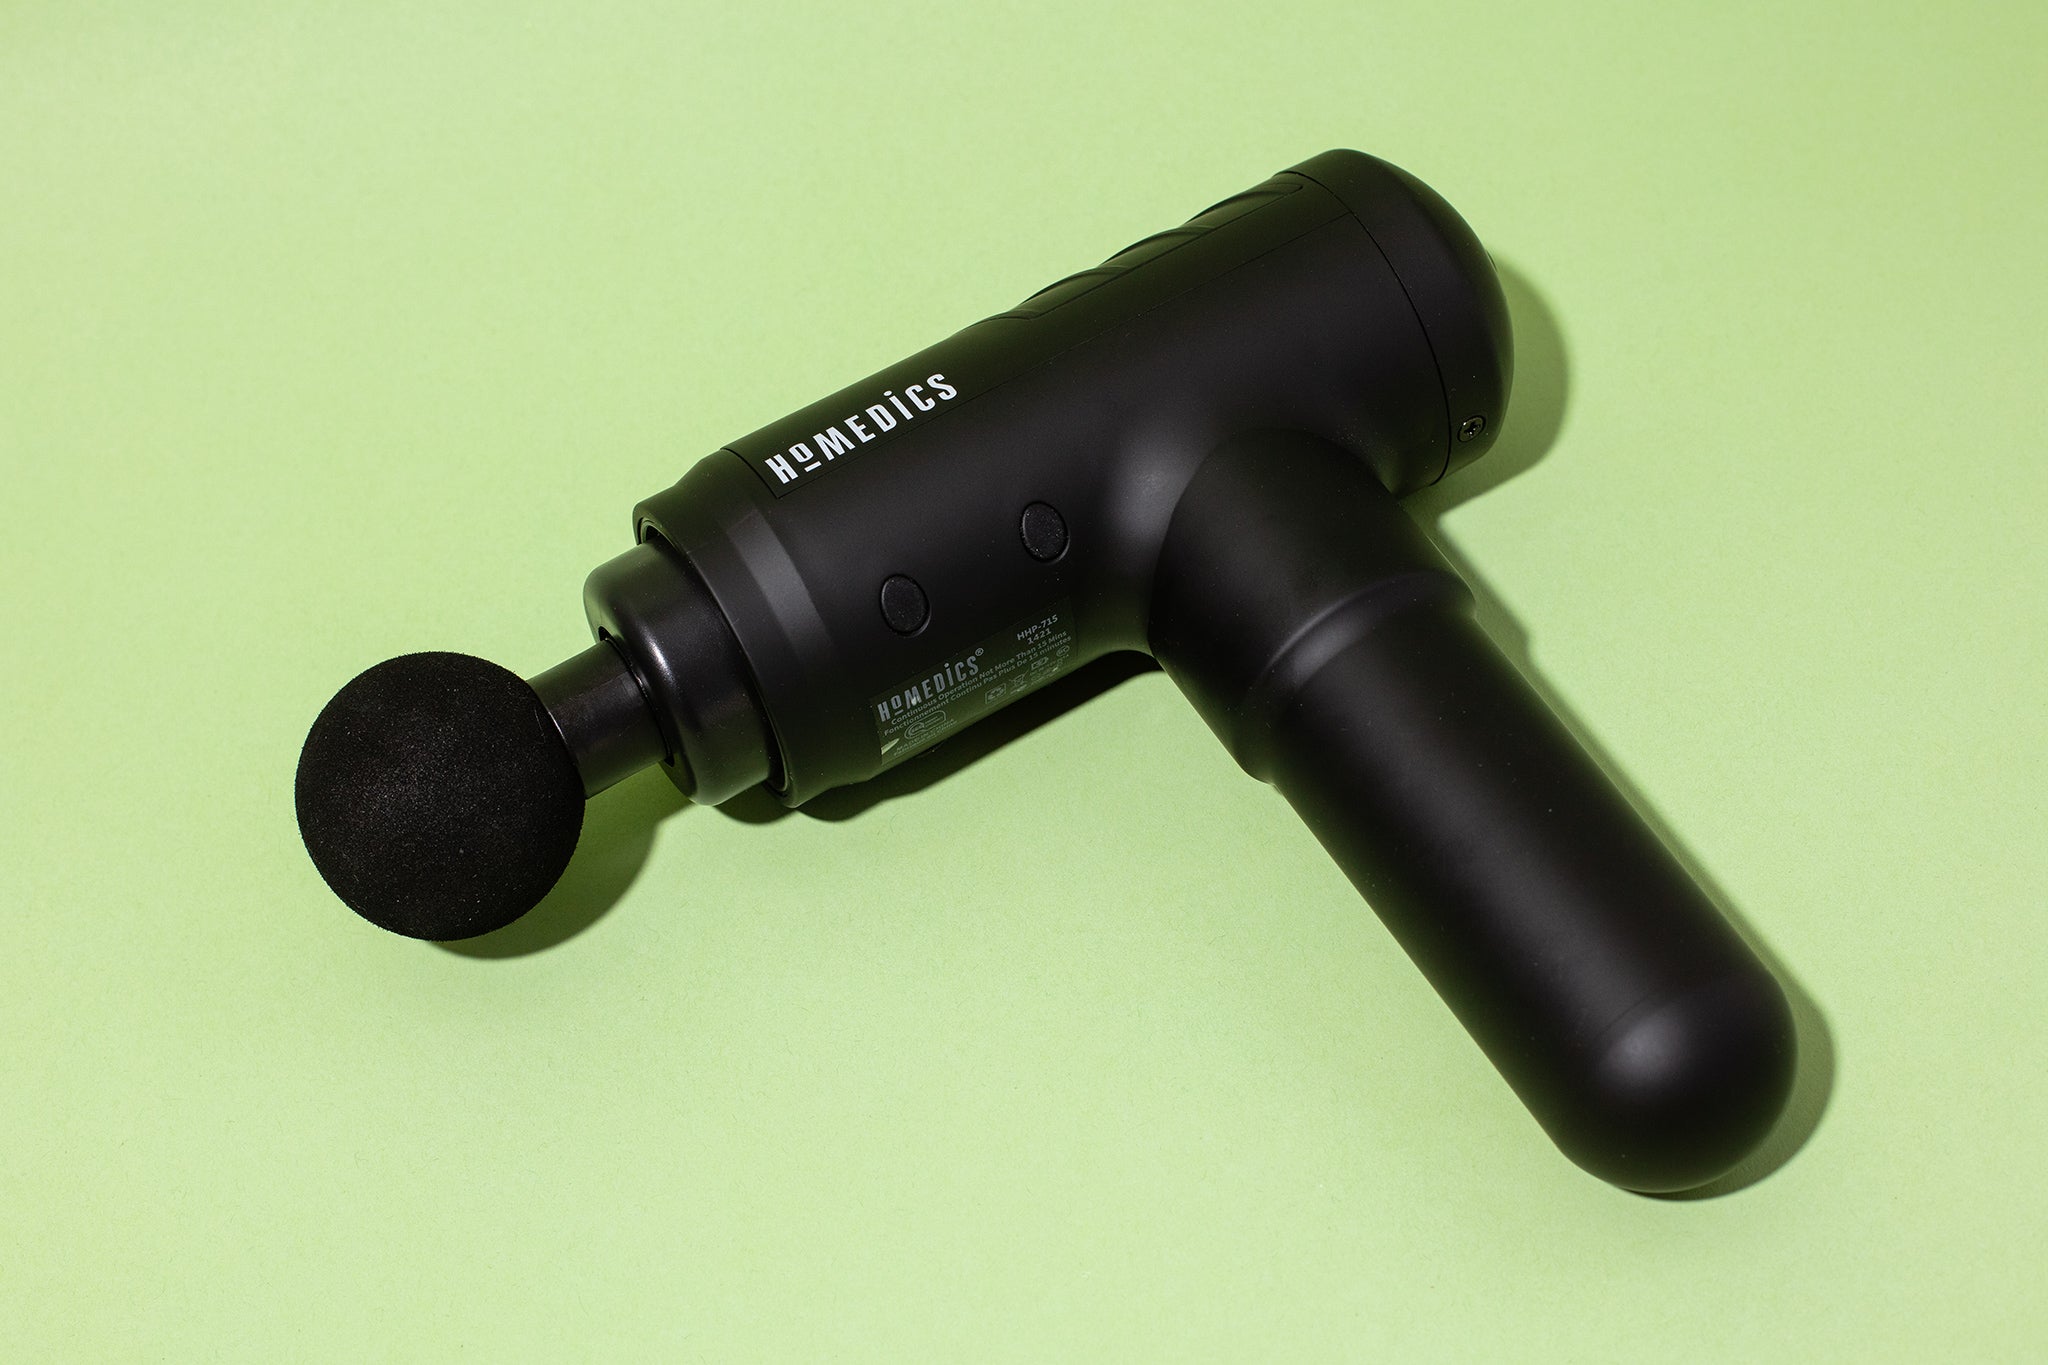 HoMEDiCS
HHP-715
1421
HoMEDiCS®
Continuous Operation Not More Than 15 Mins
Fonctionnement Continu Pas Plus De 15 minutes